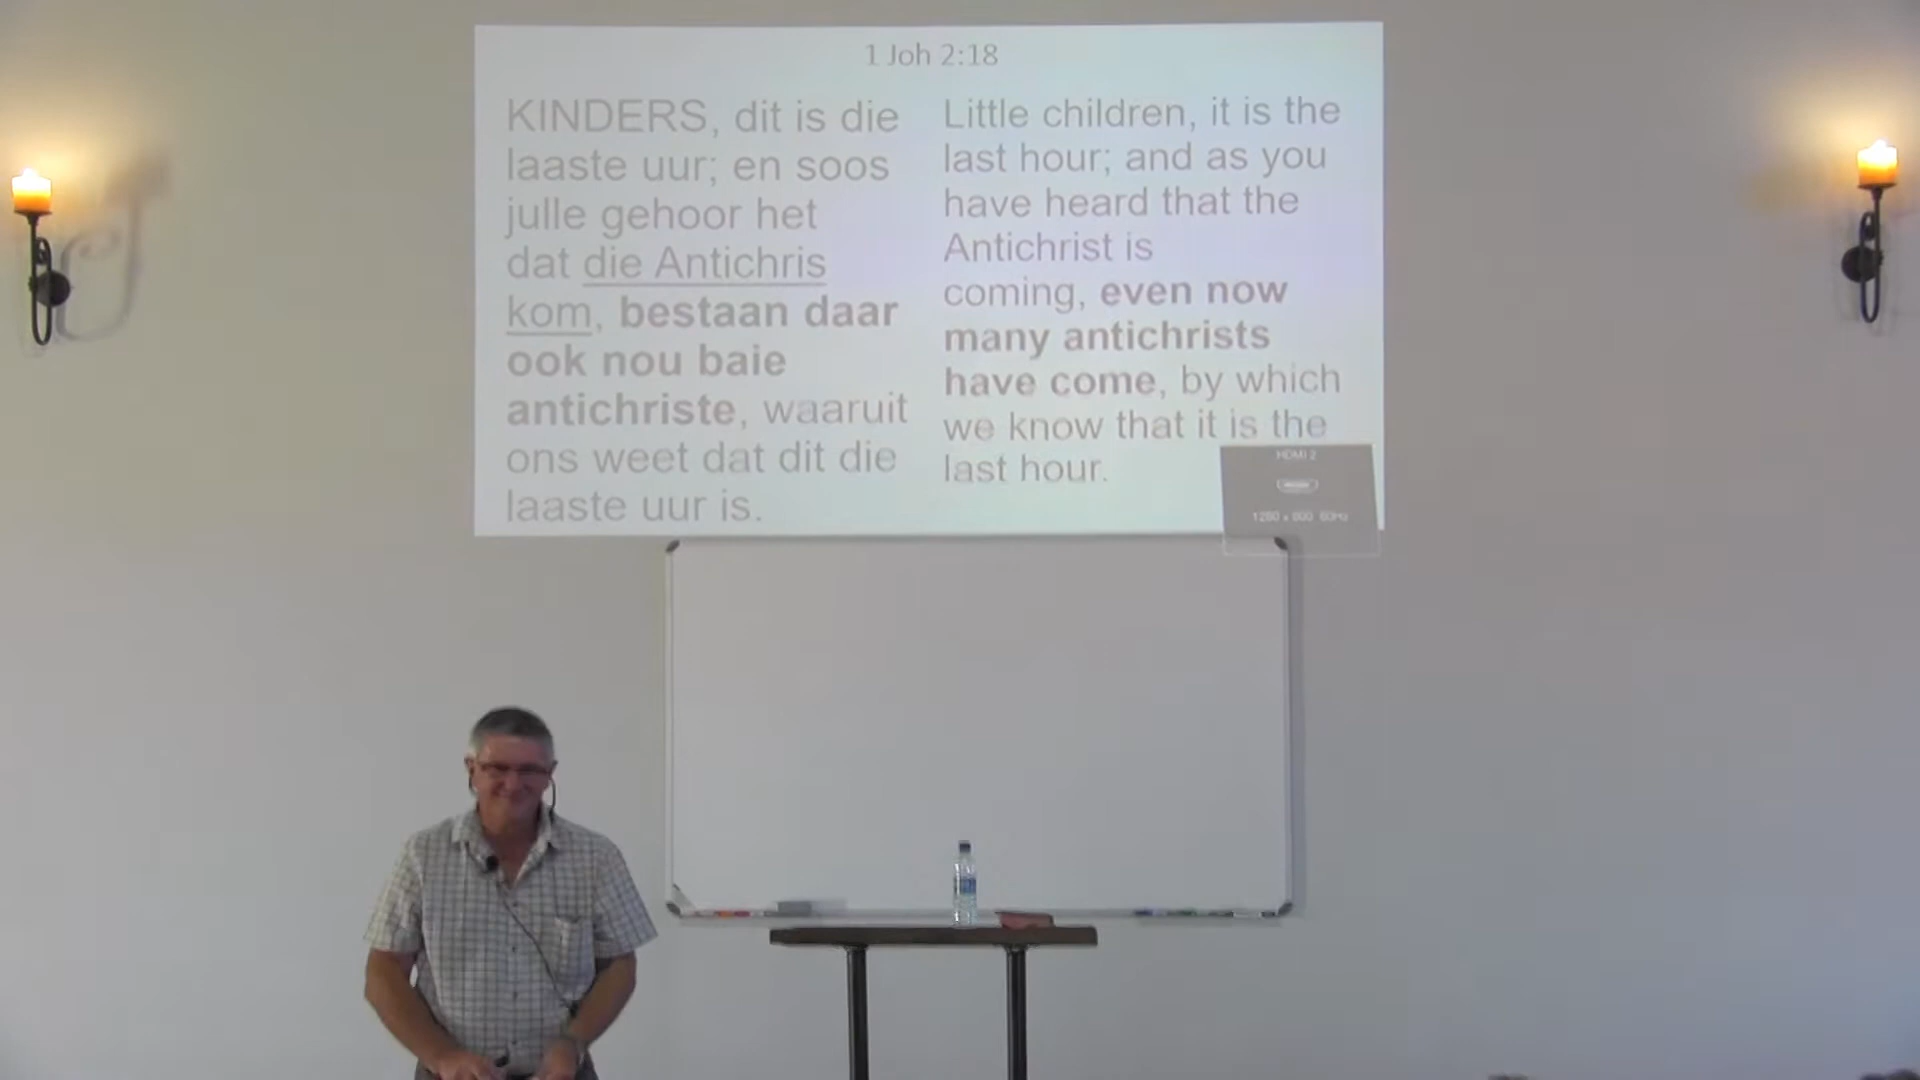 1 Joh 2:18
KINDERS, dit is die
laaste uur; en soos
julle gehoor het
dat die Antichris
kom, bestaan daar
ook nou baie
antichriste, waaruit
ons weet dat dit die
laaste uur is.
Little children, it is the
last hour; and as you
have heard that the
Antichrist is
coming, even now
many antichrists
have come, by which
we know that it is the
last hour.
HDMI 2